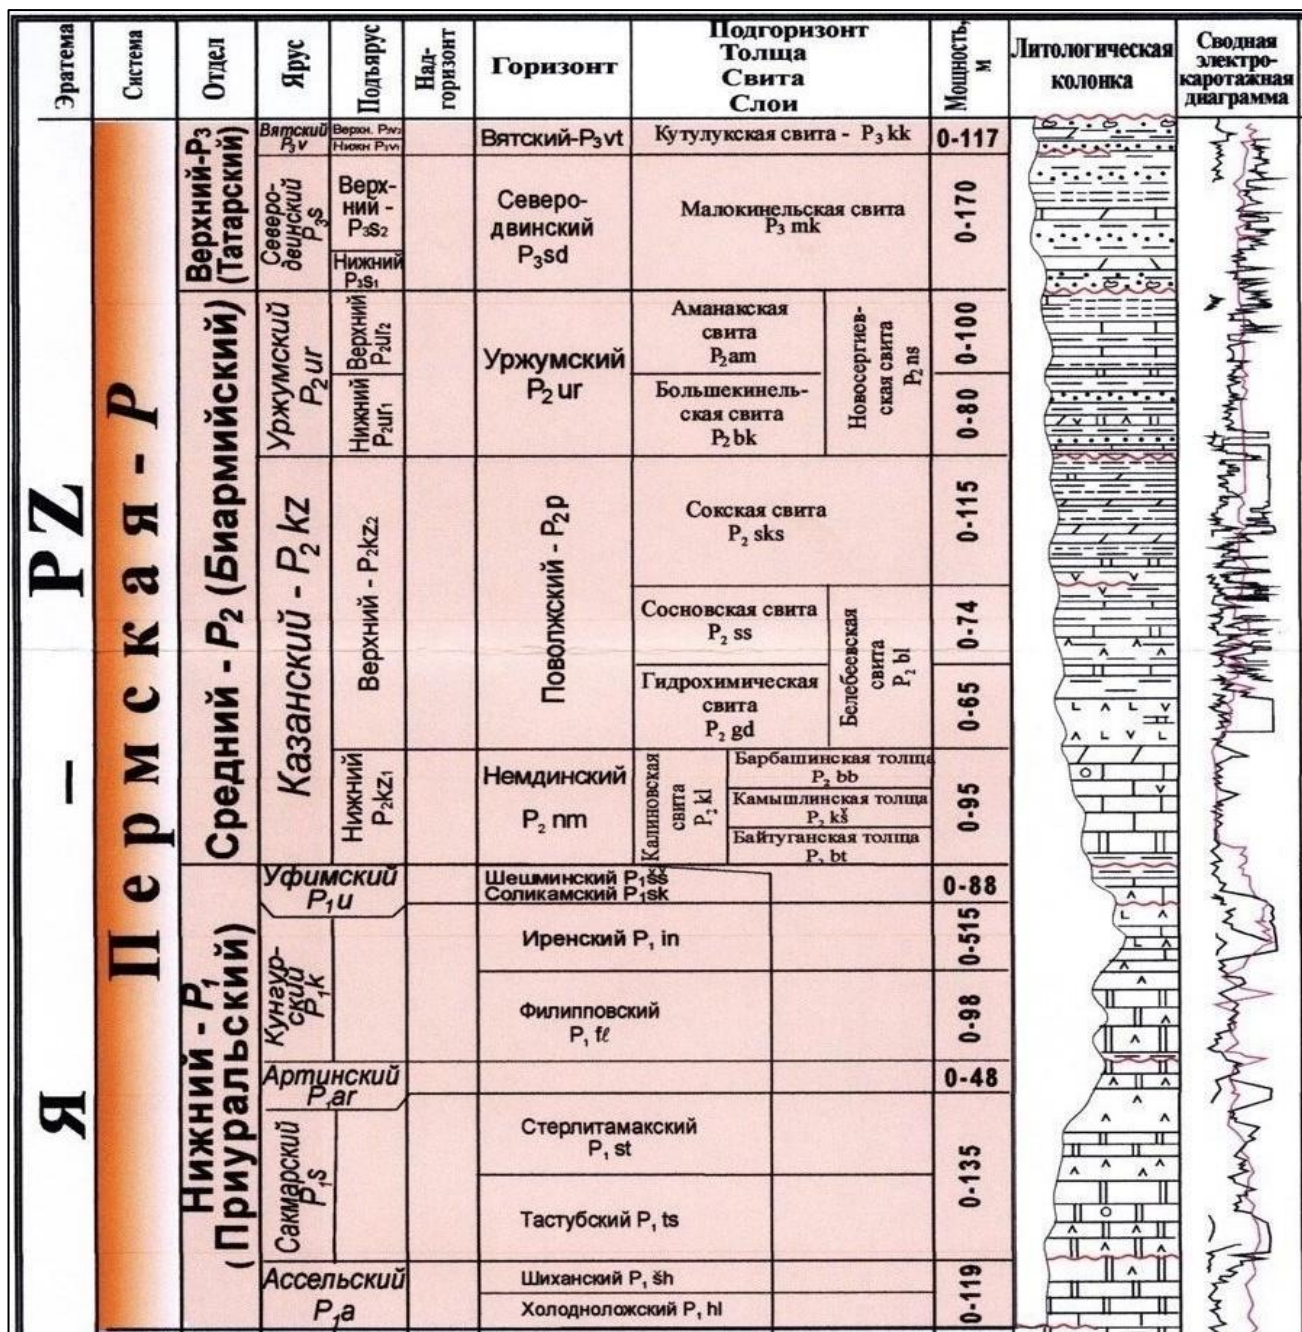 Эратема
Система
Отдел
Ярус
Подъярус
Над-
горизонт
Горизонт
Подгоризонт
Толща
Свита
Слои
Мощность,
м
Литологическая
колонка
Сводная
электро-
каротажная
диаграмма
Я – PZ
Пермская - P
Верхний-P₃
(Татарский)
Вятский
P₃v
Верхн. P₃v₂
Нижн P₃v₁
Вятский-P₃vt
Кутулукская свита - P₃ kk
0-117
Северо-
двинский
P₃s
Верх-
ний -
P₃s₂
Нижний
P₃s₁
Северо-
двинский
P₃sd
Малокинельская свита
P₃ mk
0-170
Средний - P₂ (Биармийский)
Уржумский
P₂ur
Верхний
P₂ur₂
Нижний
P₂ur₁
Уржумский
P₂ ur
Аманакская
свита
P₂am
Большекинель-
ская свита
P₂ bk
Новосергиев-
ская свита
P₂ ns
0-100
0-80
Казанский - P₂ kz
Верхний - P₂kz₂
Поволжский - P₂p
Сокская свита
P₂ sks
0-115
Сосновская свита
P₂ ss
0-74
Гидрохимическая
свита
P₂ gd
Белебеевская
свита
P₂ bl
0-65
Нижний
P₂kz₁
Немдинский
P₂ nm
Калиновская
свита
P₂ kl
Барбашинская толща
P₂ bb
Камышлинская толща
P₂ kš
Байтуганская толща
P₂ bt
0-95
Нижний - P₁
(Приуральский)
Уфимский
P₁u
Шешминский P₁šš
Соликамский P₁sk
0-88
Кунгур-
ский
P₁k
Иренский P₁ in
0-515
Филипповский
P₁ fℓ
0-98
Артинский
P₁ar
0-48
Сакмарский
P₁s
Стерлитамакский
P₁ st
Тастубский P₁ ts
0-135
Ассельский
P₁a
Шиханский P₁ šh
Холодноложский P₁ hl
0-119